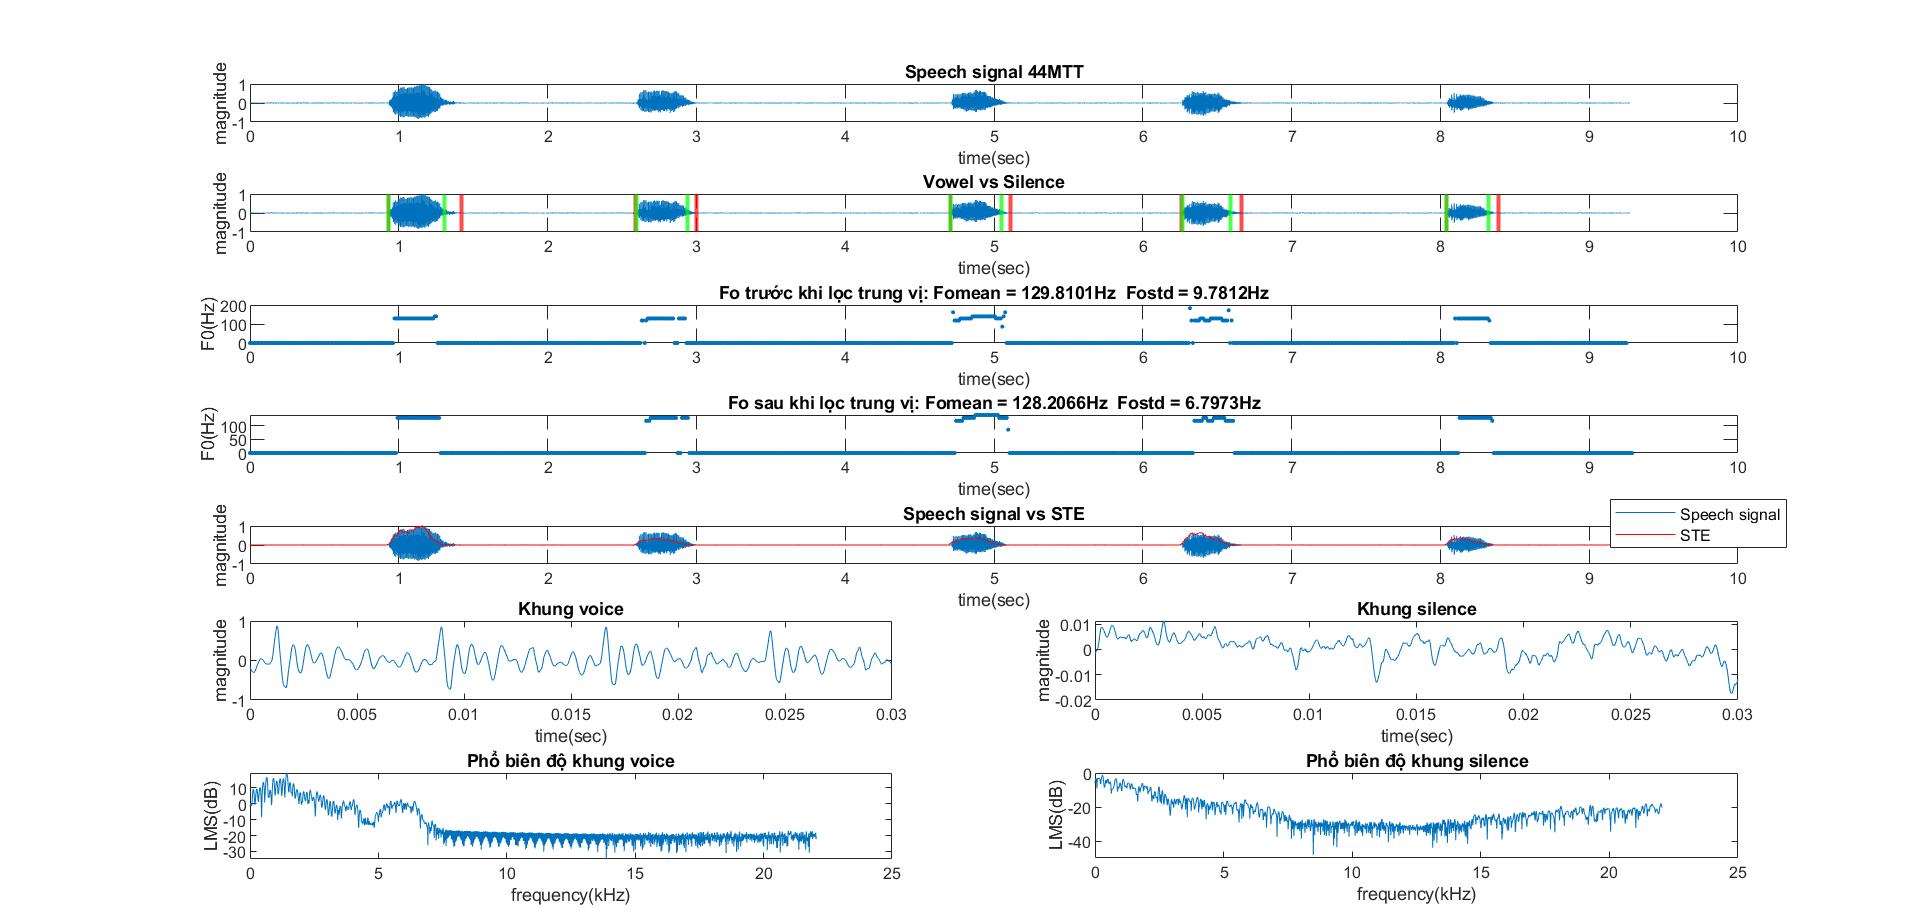 Speech signal 44MTT
magnitude
1
0
-1
0 1 2 3 4 5 6 7 8 9 10
time(sec)
Vowel vs Silence
magnitude
1
0
-1
0 1 2 3 4 5 6 7 8 9 10
time(sec)
Fo trước khi lọc trung vị: Fomean = 129.8101Hz Fostd = 9.7812Hz
F0(Hz)
200
100
0
0 1 2 3 4 5 6 7 8 9 10
time(sec)
Fo sau khi lọc trung vị: Fomean = 128.2066Hz Fostd = 6.7973Hz
F0(Hz)
100
50
0
0 1 2 3 4 5 6 7 8 9 10
time(sec)
Speech signal vs STE
magnitude
1
0
-1
0 1 2 3 4 5 6 7 8 9 10
time(sec)
Speech signal
STE
Khung voice
magnitude
1
0
-1
0 0.005 0.01 0.015 0.02 0.025 0.03
time(sec)
Khung silence
magnitude
0.01
0
-0.01
-0.02
0 0.005 0.01 0.015 0.02 0.025 0.03
time(sec)
Phổ biên độ khung voice
LMS(dB)
10
0
-10
-20
-30
0 5 10 15 20 25
frequency(kHz)
Phổ biên độ khung silence
LMS(dB)
0
-20
-40
0 5 10 15 20 25
frequency(kHz)